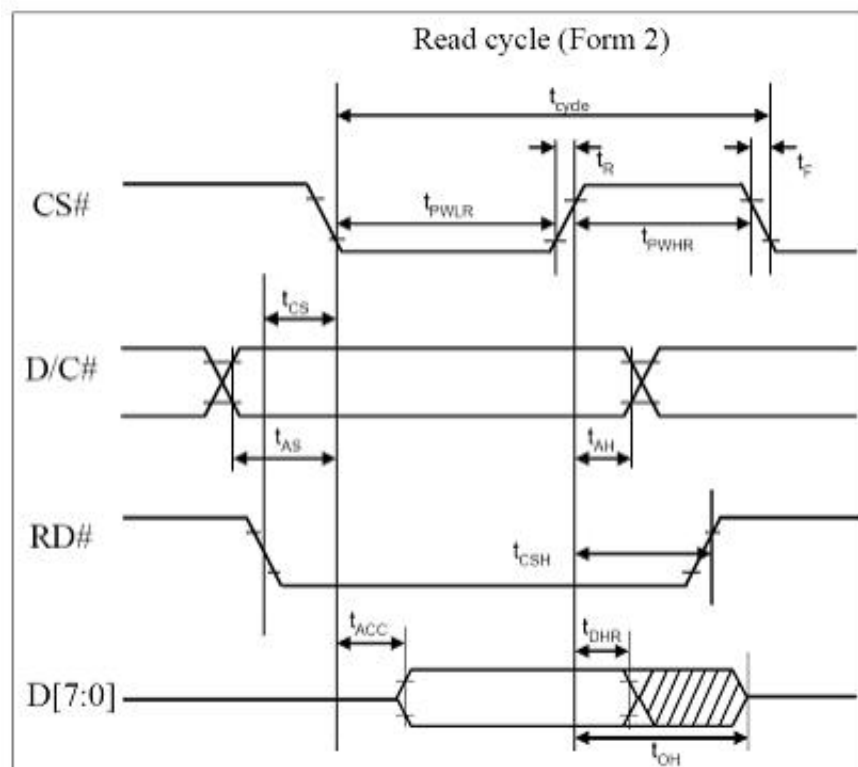 Read cycle (Form 2)
tcycle
tR
tF
CS#
tPWLR
tPWHR
tCS
D/C#
tAS
tAH
RD#
tCSH
tACC
tDHR
D[7:0]
tOH